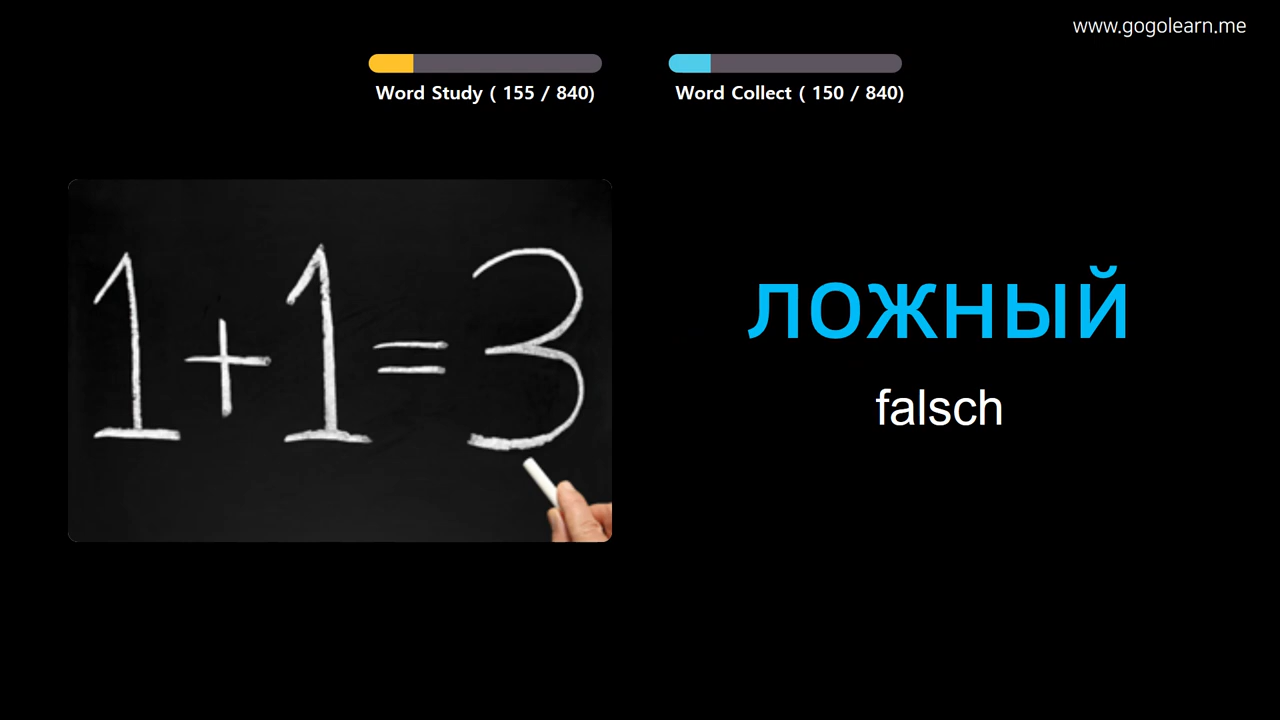 www.gogolearn.me
Word Study ( 155 / 840)
Word Collect ( 150 / 840)
1+1=3
ложный
falsch